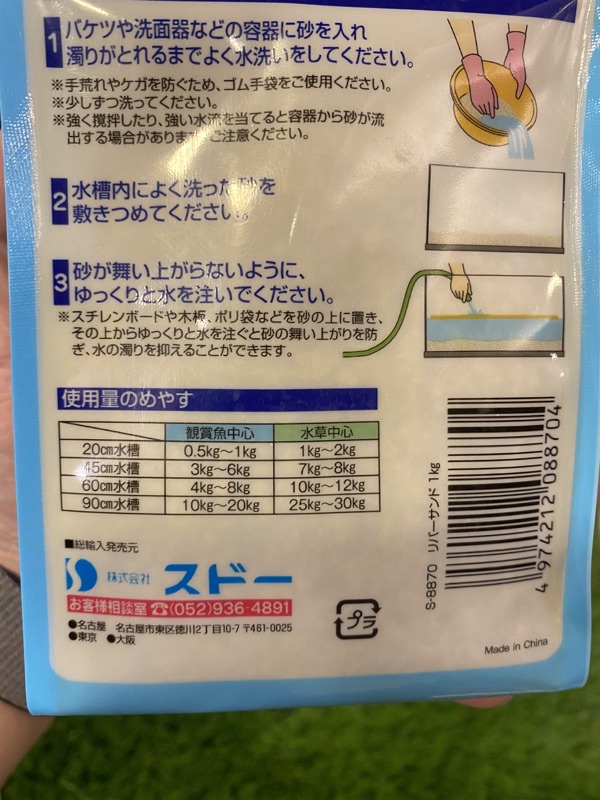 1 バケツや洗面器などの容器に砂を入れ
濁りがとれるまでよく水洗いをしてください。
※手荒れやケガを防ぐため、ゴム手袋をご使用ください。
※少しずつ洗ってください。
※強く撹拌したり、強い水流を当てると容器から砂が流
出する場合があります ご注意ください。
2 水槽内によく洗った砂を
敷きつめてください。
3 砂が舞い上がらないように、
ゆっくりと水を注いでください。
※スチレンボードや木板、ポリ袋などを砂の上に置き、
その上からゆっくりと水を注ぐと砂の舞い上がりを防
ぎ、水の濁りを抑えることができます。
使用量のめやす
観賞魚中心 水草中心
20cm水槽 0.5kg〜1kg 1kg〜2kg
45cm水槽 3kg〜6kg 7kg〜8kg
60cm水槽 4kg〜8kg 10kg〜12kg
90cm水槽 10kg〜20kg 25kg〜30kg
■総輸入発売元
株式会社 スドー
お客様相談室☎(052)936-4891
●名古屋 名古屋市東区徳川2丁目10-7 〒461-0025
●東京 ●大阪
プラ
S-8870 リバーサンド 1kg
4 974212 088704
Made in China